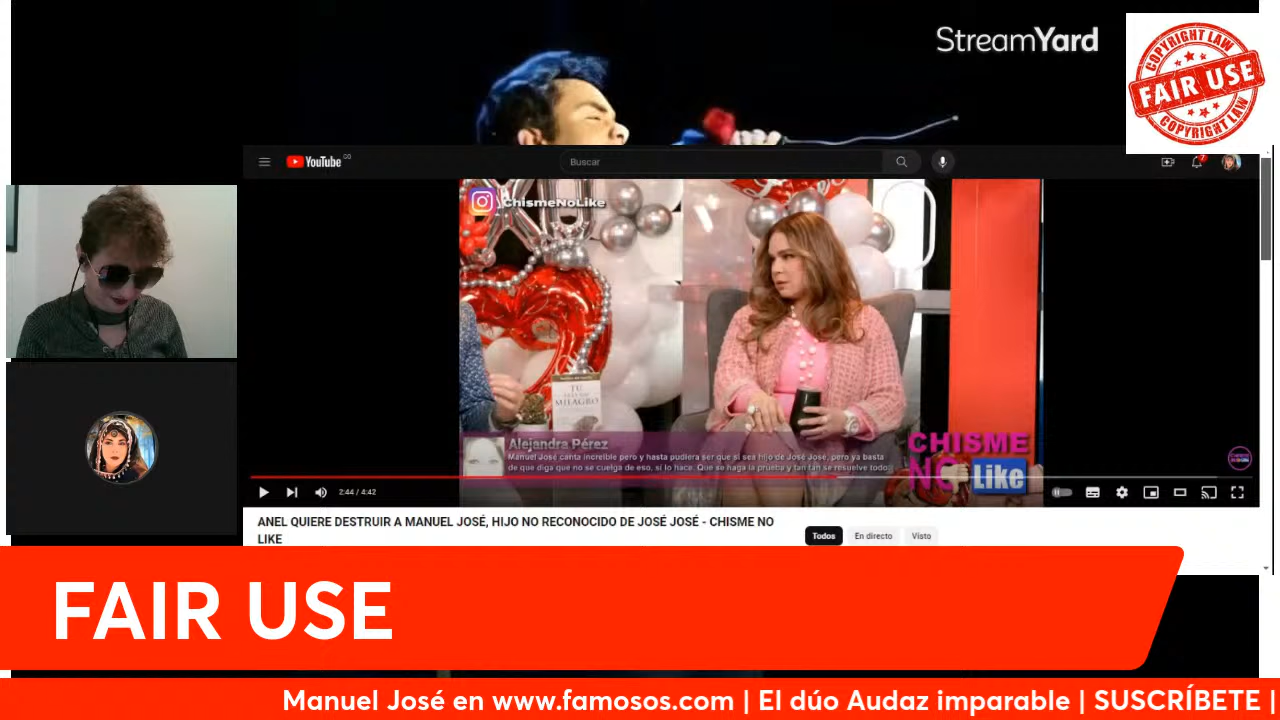 StreamYard
COPYRIGHT LAW
FAIR USE
COPYRIGHT LAW
YouTube CO
Buscar
ChismeNoLike
TU
MILAGRO
Alejandra Pérez
Manuel José canta increíble pero y hasta pudiera ser que si sea hijo de José José, pero ya basta
de que diga que no se cuelga de eso, sí lo hace. Que se haga la prueba y tan tan se resuelve todo
CHISME
NO Like
2:44 / 4:42
ANEL QUIERE DESTRUIR A MANUEL JOSÉ, HIJO NO RECONOCIDO DE JOSÉ JOSÉ - CHISME NO
LIKE
Todos
En directo
Visto
FAIR USE
Manuel José en www.famosos.com | El dúo Audaz imparable | SUSCRÍBETE |